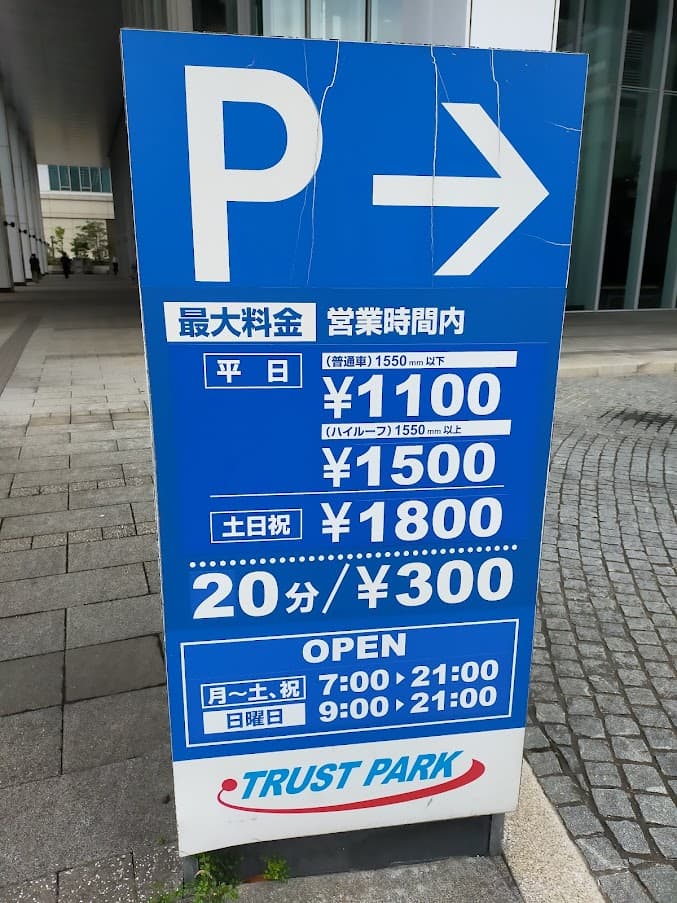 P →
最大料金 営業時間内
平日 (普通車) 1550mm以下
¥1100
(ハイルーフ) 1550mm以上
¥1500
土日祝 ¥1800
20分/¥300
OPEN
月〜土、祝 7:00▸21:00
日曜日 9:00▸21:00
TRUST PARK